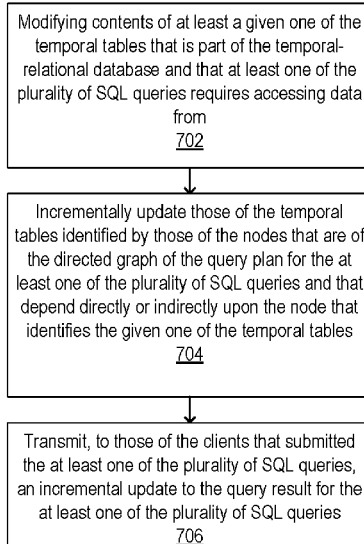 Modifying contents of at least a given one of the
temporal tables that is part of the temporal-
relational database and that at least one of the
plurality of SQL queries requires accessing data
from
702
Incrementally update those of the temporal
tables identified by those of the nodes that are of
the directed graph of the query plan for the at
least one of the plurality of SQL queries and that
depend directly or indirectly upon the node that
identifies the given one of the temporal tables
704
Transmit, to those of the clients that submitted
the at least one of the plurality of SQL queries,
an incremental update to the query result for the
at least one of the plurality of SQL queries
706